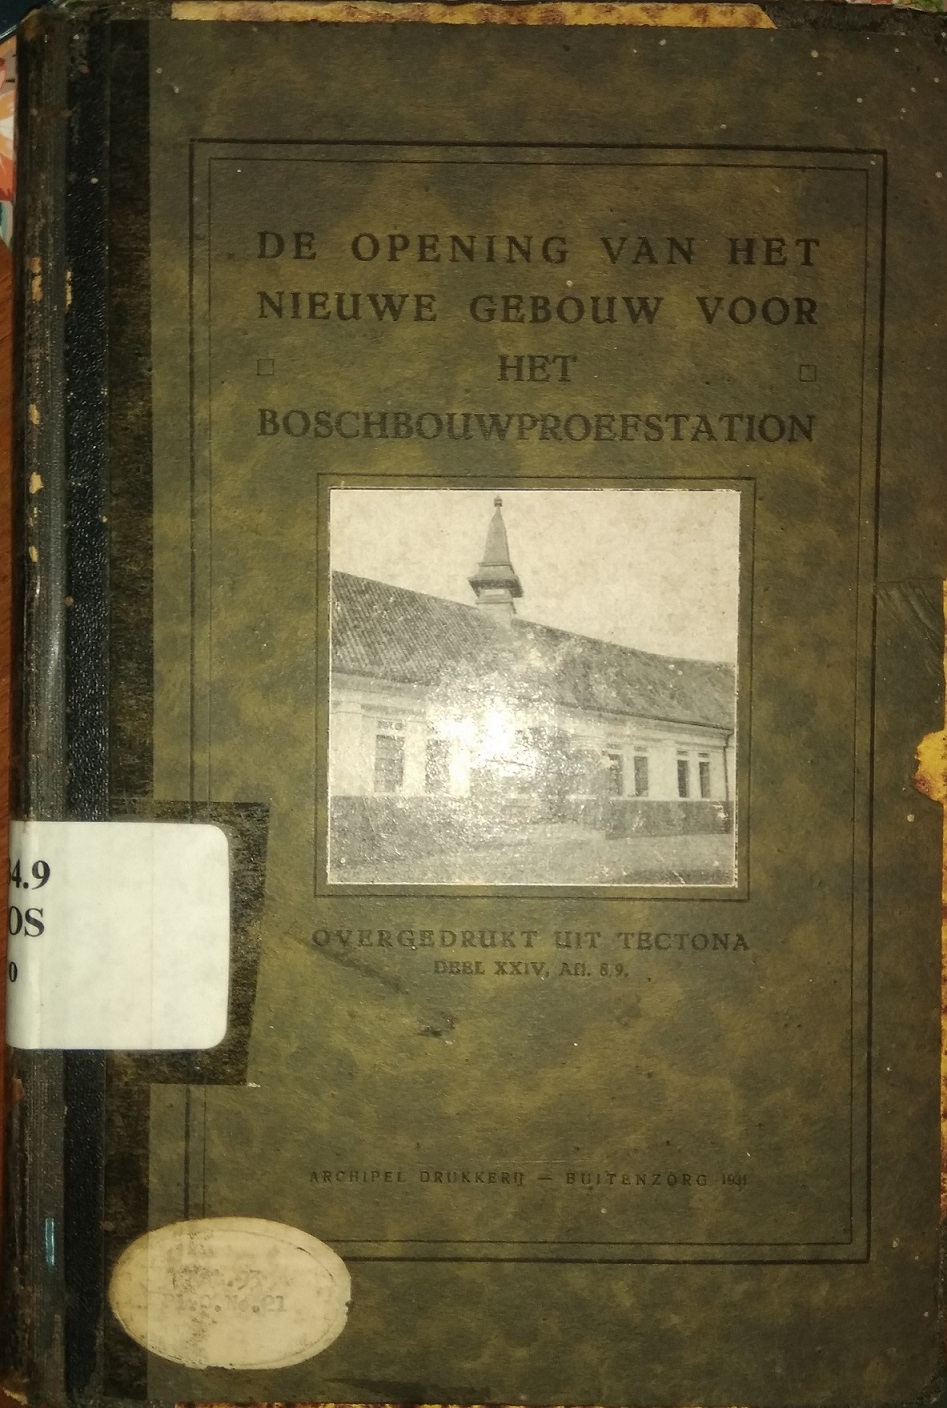 DE OPENING VAN HET
NIEUWE GEBOUW VOOR
HET
BOSCHBOUWPROEFSTATION
4.9
OS
0
OVERGEDRUKT UIT TECTONA
DEEL XXIV, Afl. 8/9.
ARCHIPEL DRUKKERIJ — BUITENZORG 1931